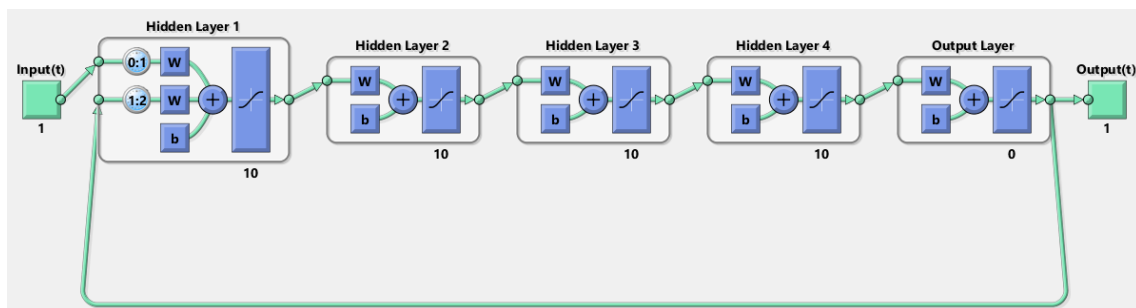 Hidden Layer 1
Hidden Layer 2
Hidden Layer 3
Hidden Layer 4
Output Layer
Input(t)
Output(t)
0:1 W
1:2 W
b
+
W
b
+
W
b
+
W
b
+
W
b
+
1
10
10
10
10
0
1